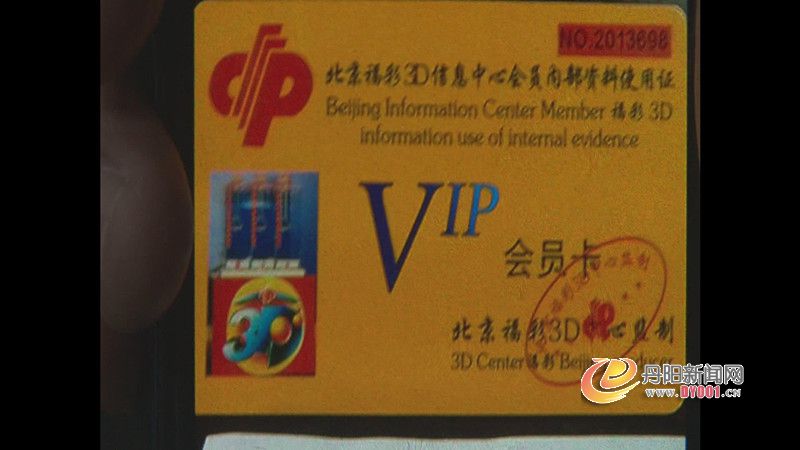 NO:2013698
北京福彩3D信息中心会员内部资料使用证
Beijing Information Center Member 福彩 3D
information use of internal evidence
VIP
会员卡
北京福彩3D中心监制
3D Center 福彩 Beijing
丹阳新闻网
WWW.DY001.CN